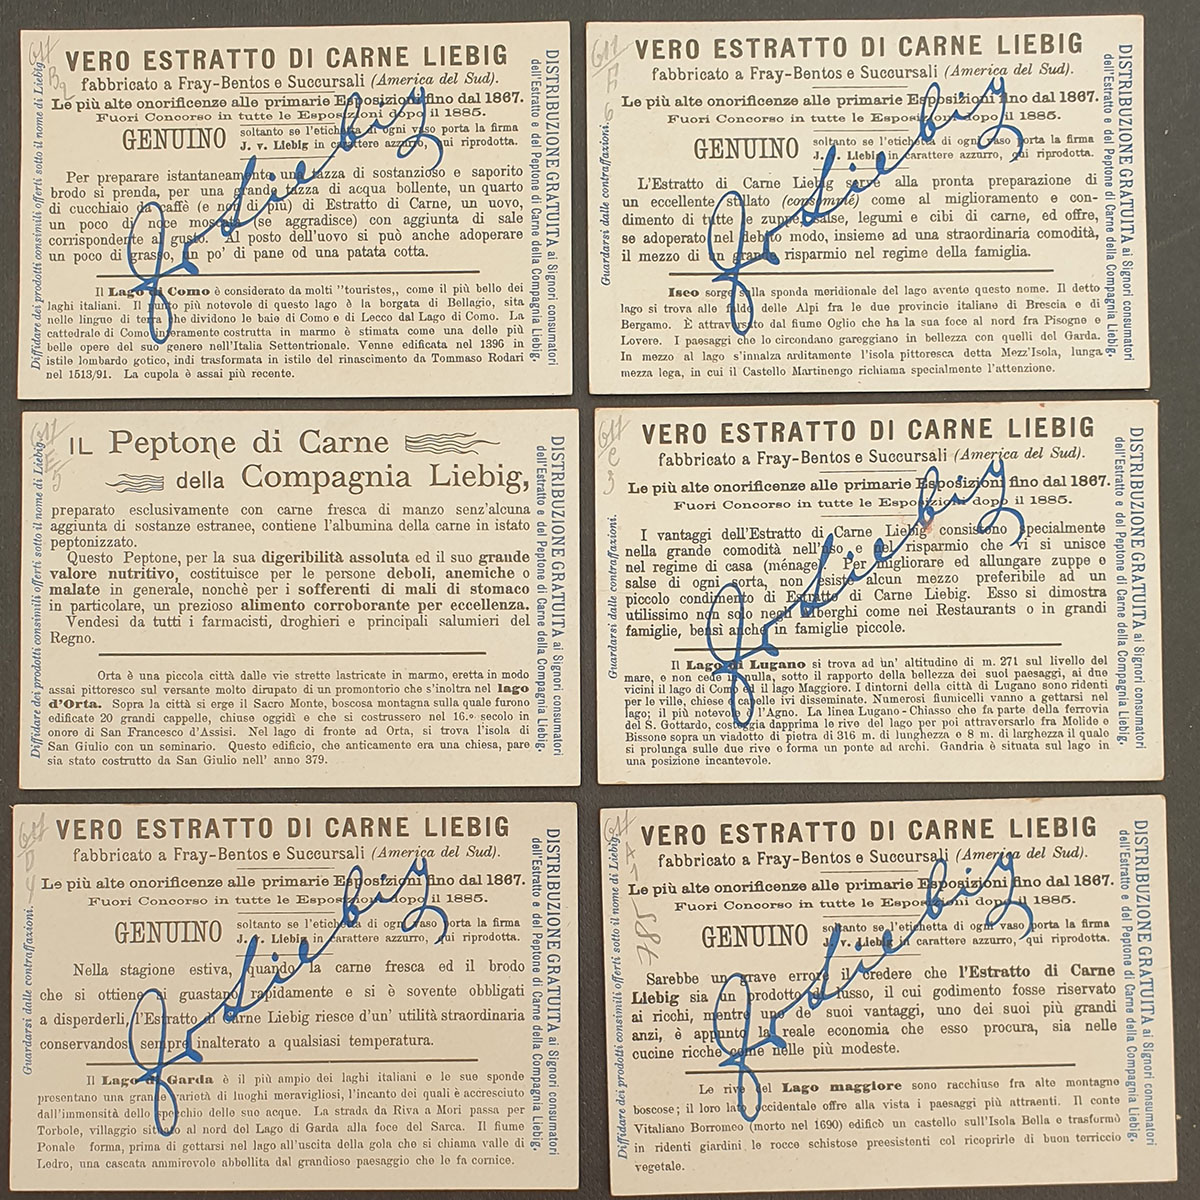 VERO ESTRATTO DI CARNE LIEBIG
fabbricato a Fray-Bentos e Succursali (America del Sud).
Le più alte onorificenze alle primarie Esposizioni fino dal 1867.
Fuori Concorso in tutte le Esposizioni dopo il 1885.
GENUINO soltanto se l'etichetta di ogni vaso porta la firma
J. v. Liebig in carattere azzurro, qui riprodotta.
Per preparare istantaneamente una tazza di sostanzioso e saporito
brodo si prenda, per una grande tazza di acqua bollente, un quarto
di cucchiaio da caffè (e non di più) di Estratto di Carne, un uovo,
un poco di noce moscata (se aggradisce) con aggiunta di sale
corrispondente al gusto. Al posto dell'uovo si può anche adoperare
un poco di grasso, un po' di pane od una patata cotta.
Il Lago di Como è considerato da molti "touristes„ come il più bello dei
laghi italiani. Il punto più notevole di questo lago è la borgata di Bellagio, sita
nelle lingue di terra che dividono le baie di Como e di Lecco dal Lago di Como. La
cattedrale di Como interamente costrutta in marmo è stimata come una delle più
belle opere del suo genere nell'Italia Settentrionale. Venne edificata nel 1396 in
istile lombardo gotico, indi trasformata in istile del rinascimento da Tommaso Rodari
nel 1513/91. La cupola è assai più recente.
Diffidare dei prodotti consimili offerti sotto il nome di Liebig
DISTRIBUZIONE GRATUITA ai Signori consumatori
dell'Estratto e del Peptone di Carne della Compagnia Liebig.
J v Liebig
611
B
2
VERO ESTRATTO DI CARNE LIEBIG
fabbricato a Fray-Bentos e Succursali (America del Sud).
Le più alte onorificenze alle primarie Esposizioni fino dal 1867.
Fuori Concorso in tutte le Esposizioni dopo il 1885.
GENUINO soltanto se l'etichetta di ogni vaso porta la firma
J. v. Liebig in carattere azzurro, qui riprodotta.
L'Estratto di Carne Liebig serve alla pronta preparazione di
un eccellente stillato (consumpté) come al miglioramento e con-
dimento di tutte le zuppe, salse, legumi e cibi di carne, ed offre,
se adoperato nel debito modo, insieme ad una straordinaria comodità,
il mezzo di un grande risparmio nel regime della famiglia.
Iseo sorge sulla sponda meridionale del lago avente questo nome. Il detto
lago si trova alle falde delle Alpi fra le due provincie italiane di Brescia e di
Bergamo. È attraversato dal fiume Oglio che ha la sua foce al nord fra Pisogne e
Lovere. I paesaggi che lo circondano gareggiano in bellezza con quelli del Garda.
In mezzo al lago s'innalza arditamente l'isola pittoresca detta Mezz'Isola, lunga
mezza lega, in cui il Castello Martinengo richiama specialmente l'attenzione.
Guardarsi dalle contraffazioni.
DISTRIBUZIONE GRATUITA ai Signori consumatori
dell'Estratto e del Peptone di Carne della Compagnia Liebig.
J v Liebig
611
F
6
IL Peptone di Carne
della Compagnia Liebig,
preparato esclusivamente con carne fresca di manzo senz'alcuna
aggiunta di sostanze estranee, contiene l'albumina della carne in istato
peptonizzato.
Questo Peptone, per la sua digeribilità assoluta ed il suo grande
valore nutritivo, costituisce per le persone deboli, anemiche o
malate in generale, nonchè per i sofferenti di mali di stomaco
in particolare, un prezioso alimento corroborante per eccellenza.
Vendesi da tutti i farmacisti, droghieri e principali salumieri del
Regno.
Orta è una piccola città dalle vie strette lastricate in marmo, eretta in modo
assai pittoresco sul versante molto dirupato di un promontorio che s'inoltra nel lago
d'Orta. Sopra la città si erge il Sacro Monte, boscosa montagna sulla quale furono
edificate 20 grandi cappelle, chiuse oggidì e che si costrussero nel 16.º secolo in
onore di San Francesco d'Assisi. Nel lago di fronte ad Orta, si trova l'isola di
San Giulio con un seminario. Questo edificio, che anticamente era una chiesa, pare
sia stato costrutto da San Giulio nell' anno 379.
Diffidare dei prodotti consimili offerti sotto il nome di Liebig
DISTRIBUZIONE GRATUITA ai Signori consumatori
dell'Estratto e del Peptone di Carne della Compagnia Liebig.
611
E
5
VERO ESTRATTO DI CARNE LIEBIG
fabbricato a Fray-Bentos e Succursali (America del Sud).
Le più alte onorificenze alle primarie Esposizioni fino dal 1867.
Fuori Concorso in tutte le Esposizioni dopo il 1885.
I vantaggi dell'Estratto di Carne Liebig consistono specialmente
nella grande comodità nell'uso e nel risparmio che vi si unisce
nel regime di casa (ménage). Per migliorare ed allungare zuppe e
salse di ogni sorta, non esiste alcun mezzo preferibile ad un
piccolo condimento di Estratto di Carne Liebig. Esso si dimostra
utilissimo non solo negli Alberghi come nei Restaurants o in grandi
famiglie, bensì anche in famiglie piccole.
Il Lago di Lugano si trova ad un' altitudine di m. 271 sul livello del
mare, e non cede in nulla, sotto il rapporto della bellezza dei suoi paesaggi, ai due
vicini il lago di Como ed il lago Maggiore. I dintorni della città di Lugano sono ridenti
per le ville, chiese e castelle ivi disseminate. Numerosi fiumicelli vanno a gettarsi nel
lago; il più notevole è l'Agno. La linea Lugano-Chiasso che fa parte della ferrovia
del S. Gottardo, costeggia dapprima le rive del lago per poi attraversarlo fra Molide e
Bissone sopra un viadotto di pietra di 316 m. di lunghezza e 8 m. di larghezza il quale
si prolunga sulle due rive e forma un ponte ad archi. Gandria è situata sul lago in
una posizione incantevole.
Guardarsi dalle contraffazioni.
DISTRIBUZIONE GRATUITA ai Signori consumatori
dell'Estratto e del Peptone di Carne della Compagnia Liebig.
J v Liebig
611
C
3
VERO ESTRATTO DI CARNE LIEBIG
fabbricato a Fray-Bentos e Succursali (America del Sud).
Le più alte onorificenze alle primarie Esposizioni fino dal 1867.
Fuori Concorso in tutte le Esposizioni dopo il 1885.
GENUINO soltanto se l'etichetta di ogni vaso porta la firma
J. v. Liebig in carattere azzurro, qui riprodotta.
Nella stagione estiva, quando la carne fresca ed il brodo
che si ottiene si guastano rapidamente e si è sovente obbligati
a disperderli, l'Estratto di Carne Liebig riesce d'un' utilità straordinaria
conservandosi sempre inalterato a qualsiasi temperatura.
Il Lago di Garda è il più ampio dei laghi italiani e le sue sponde
presentano una grande varietà di luoghi meravigliosi, l'incanto dei quali è accresciuto
dall'immensità dello specchio delle sue acque. La strada da Riva a Mori passa per
Torbole, villaggio situato al nord del Lago di Garda alla foce del Sarca. Il fiume
Ponale forma, prima di gettarsi nel lago all'uscita della gola che si chiama valle di
Ledro, una cascata ammirevole abbellita dal grandioso paesaggio che le fa cornice.
Guardarsi dalle contraffazioni.
DISTRIBUZIONE GRATUITA ai Signori consumatori
dell'Estratto e del Peptone di Carne della Compagnia Liebig.
J v Liebig
611
D
4
VERO ESTRATTO DI CARNE LIEBIG
fabbricato a Fray-Bentos e Succursali (America del Sud).
Le più alte onorificenze alle primarie Esposizioni fino dal 1867.
Fuori Concorso in tutte le Esposizioni dopo il 1885.
GENUINO soltanto se l'etichetta di ogni vaso porta la firma
J. v. Liebig in carattere azzurro, qui riprodotta.
Sarebbe un grave errore il credere che l'Estratto di Carne
Liebig sia un prodotto di lusso, il cui godimento fosse riservato
ai ricchi, mentre uno de' suoi vantaggi, uno dei suoi più grandi
anzi, è appunto la reale economia che esso procura, sia nelle
cucine ricche come nelle più modeste.
Le rive del Lago maggiore sono racchiuse fra alte montagne
boscose; il loro lato occidentale offre alla vista i paesaggi più attraenti. Il conte
Vitaliano Borromeo (morto nel 1690) edificò un castello sull'Isola Bella e trasformò
in ridenti giardini le rocce schistose preesistenti col ricoprirle di buon terriccio
vegetale.
Diffidare dei prodotti consimili offerti sotto il nome di Liebig.
DISTRIBUZIONE GRATUITA ai Signori consumatori
dell'Estratto e del Peptone di Carne della Compagnia Liebig.
J v Liebig
611
A
785